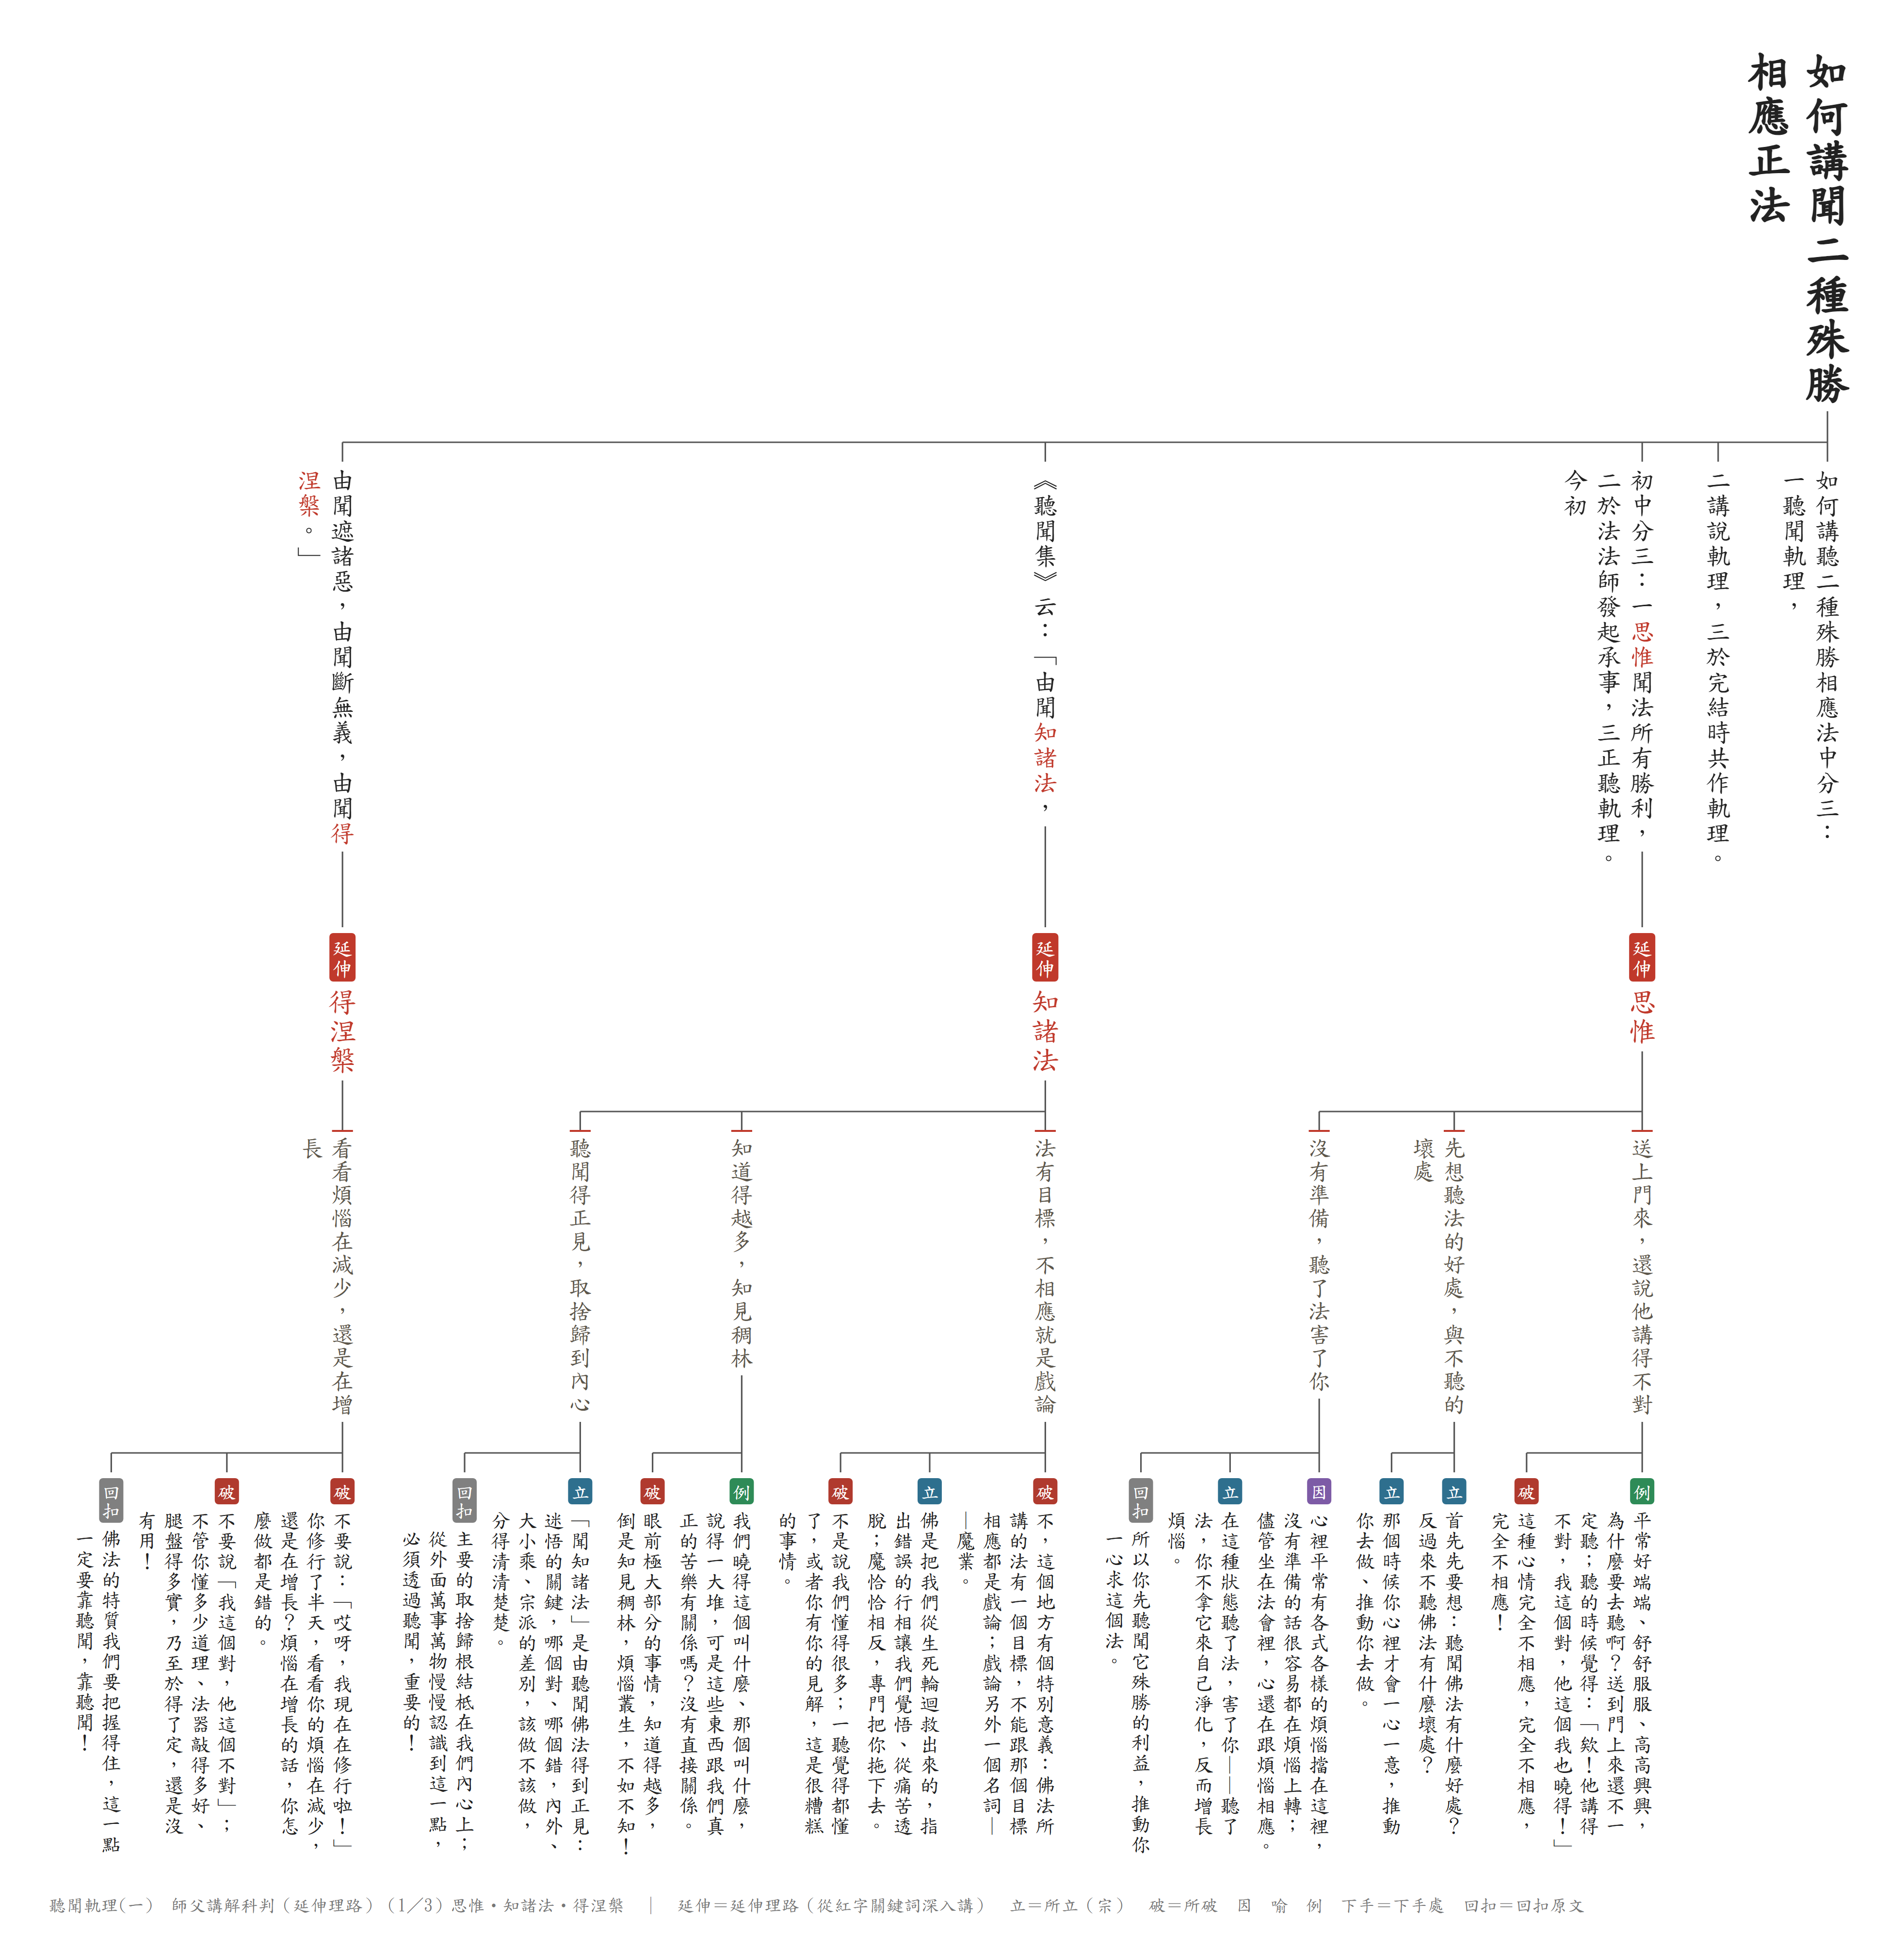 如何講聞二種殊勝
相應正法
如何講聽二種殊勝相應法中分三：
一聽聞軌理，
二講說軌理，三於完結時共作軌理。
初中分三：一思惟聞法所有勝利，
二於法法師發起承事，三正聽軌理。
今初
《聽聞集》云：「由聞知諸法，
由聞遮諸惡，由聞斷無義，由聞得
涅槃。」
延伸
思惟
延伸
知諸法
延伸
得涅槃
送上門來，還說他講得不對
先想聽法的好處，與不聽的
壞處
沒有準備，聽了法害了你
法有目標，不相應就是戲論
知道得越多，知見稠林
聽聞得正見，取捨歸到內心
看看煩惱在減少，還是在增
長
例
平常好端端、舒舒服服、高高興興，
為什麼要去聽啊？送到門上來還不一
定聽；聽的時候覺得：「欸！他講得
不對，我這個對，他這個我也曉得！」
破
這種心情完全不相應，完全不相應，
完全不相應！
立
首先先要想：聽聞佛法有什麼好處？
反過來不聽佛法有什麼壞處？
立
那個時候你心裡才會一心一意，推動
你去做、推動你去做。
因
心裡平常有各式各樣的煩惱擋在這裡，
沒有準備的話很容易都在煩惱上轉；
儘管坐在法會裡，心還在跟煩惱相應。
立
在這種狀態聽了法，害了你——聽了
法，你不拿它來自己淨化，反而增長
煩惱。
回扣
所以你先聽聞它殊勝的利益，推動你
一心求這個法。
破
不，這個地方有個特別意義：佛法所
講的法有一個目標，不能跟那個目標
相應都是戲論；戲論另外一個名詞—
—魔業。
立
佛是把我們從生死輪迴救出來的，指
出錯誤的行相讓我們覺悟、從痛苦透
脫；魔恰恰相反，專門把你拖下去。
破
不是說我們懂得很多；一聽覺得都懂
了，或者你有你的見解，這是很糟糕
的事情。
例
我們曉得這個叫什麼、那個叫什麼，
說得一大堆，可是這些東西跟我們真
正的苦樂有關係嗎？沒有直接關係。
破
眼前極大部分的事情，知道得越多，
倒是知見稠林，煩惱叢生，不如不知！
立
「聞知諸法」是由聽聞佛法得到正見：
迷悟的關鍵，哪個對、哪個錯，內外、
大小乘、宗派的差別，該做不該做，
分得清清楚楚。
回扣
主要的取捨歸根結柢在我們內心上；
從外面萬事萬物慢慢認識到這一點，
必須透過聽聞，重要的！
破
不要說：「哎呀，我現在在修行啦！」
你修行了半天，看看你的煩惱在減少，
還是在增長？煩惱在增長的話，你怎
麼做都是錯的。
破
不要說「我這個對，他這個不對」；
不管你懂多少道理、法器敲得多好、
腿盤得多實，乃至於得了定，還是沒
有用！
回扣
佛法的特質我們要把握得住，這一點
一定要靠聽聞，靠聽聞！
聽聞軌理(一)　師父講解科判（延伸理路）（1／3）思惟・知諸法・得涅槃　｜　延伸＝延伸理路（從紅字關鍵詞深入講）　立＝所立（宗）　破＝所破　因　喻　例　下手＝下手處　回扣＝回扣原文